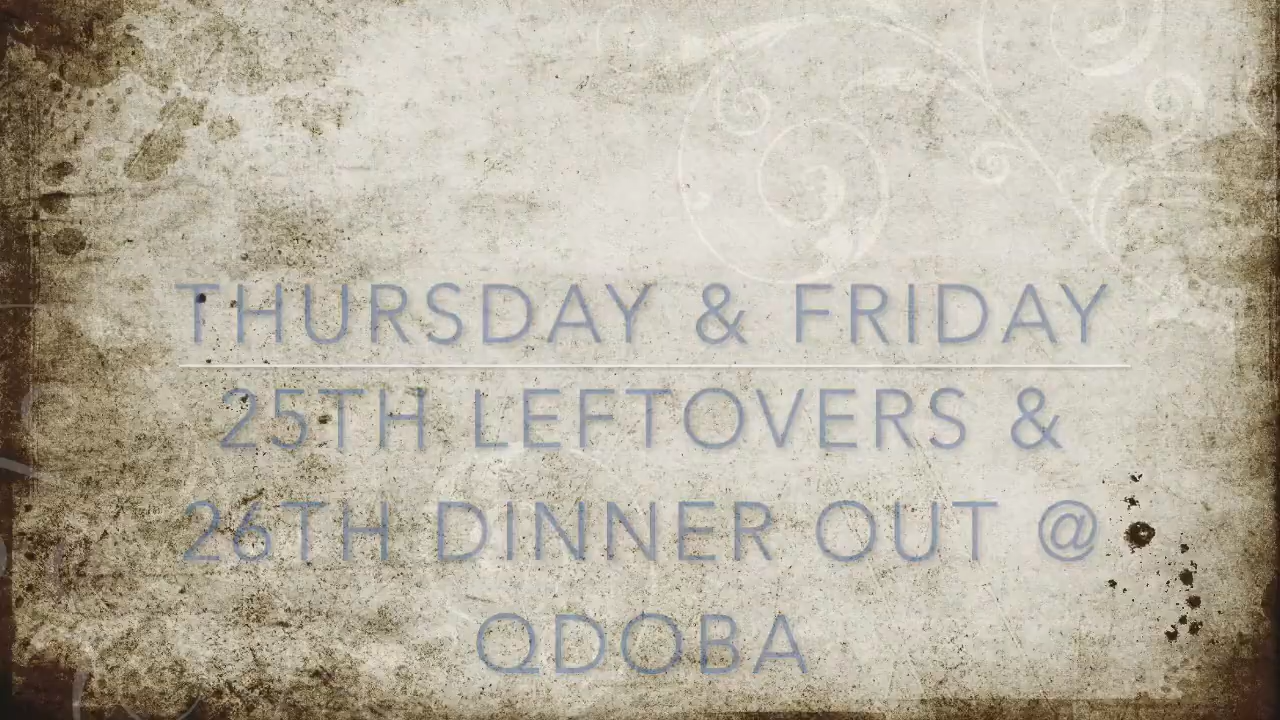 THURSDAY & FRIDAY
25TH LEFTOVERS &
26TH DINNER OUT @
QDOBA